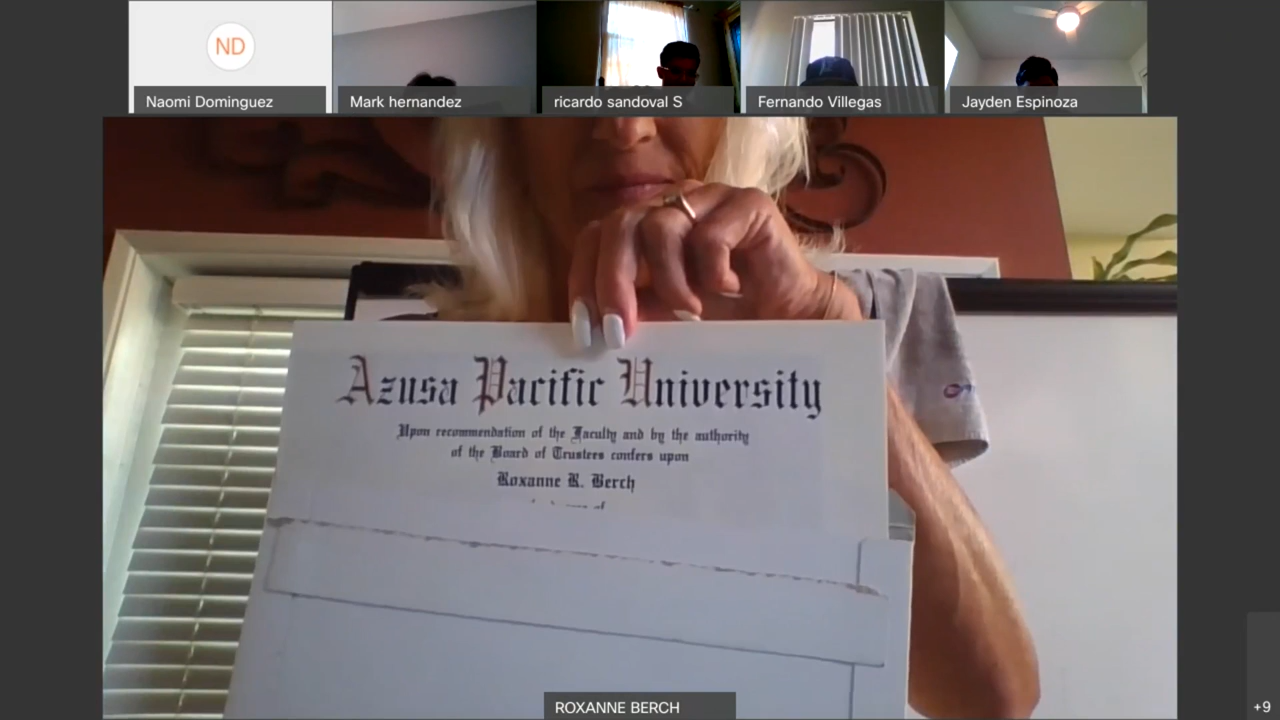 ND
Naomi Dominguez
Mark hernandez
ricardo sandoval S
Fernando Villegas
Jayden Espinoza
Azusa Pacific University
Upon recommendation of the Faculty and by the authority
of the Board of Trustees confers upon
Roxanne R. Berch
ROXANNE BERCH
+9